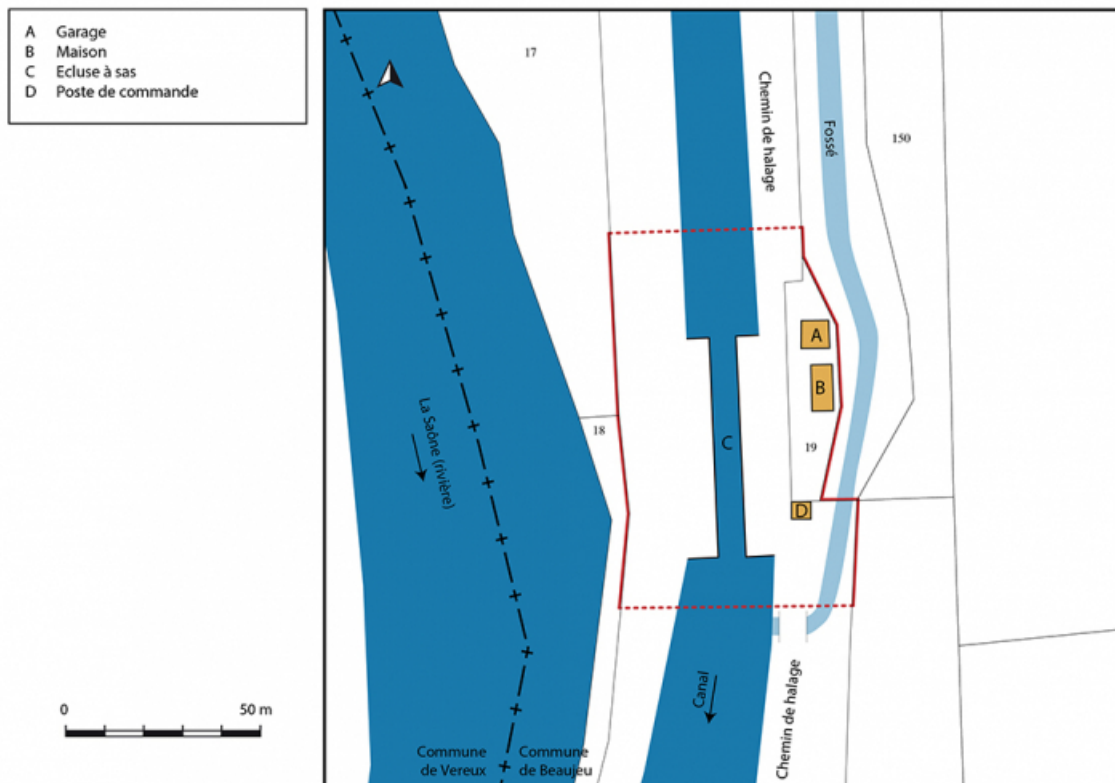 A Garage
B Maison
C Ecluse à sas
D Poste de commande
17
Chemin de halage
Fossé
150
A
B
La Saône (rivière)
18
C
19
D
Canal
Chemin de halage
0 50 m
Commune
de Vereux
Commune
de Beaujeu